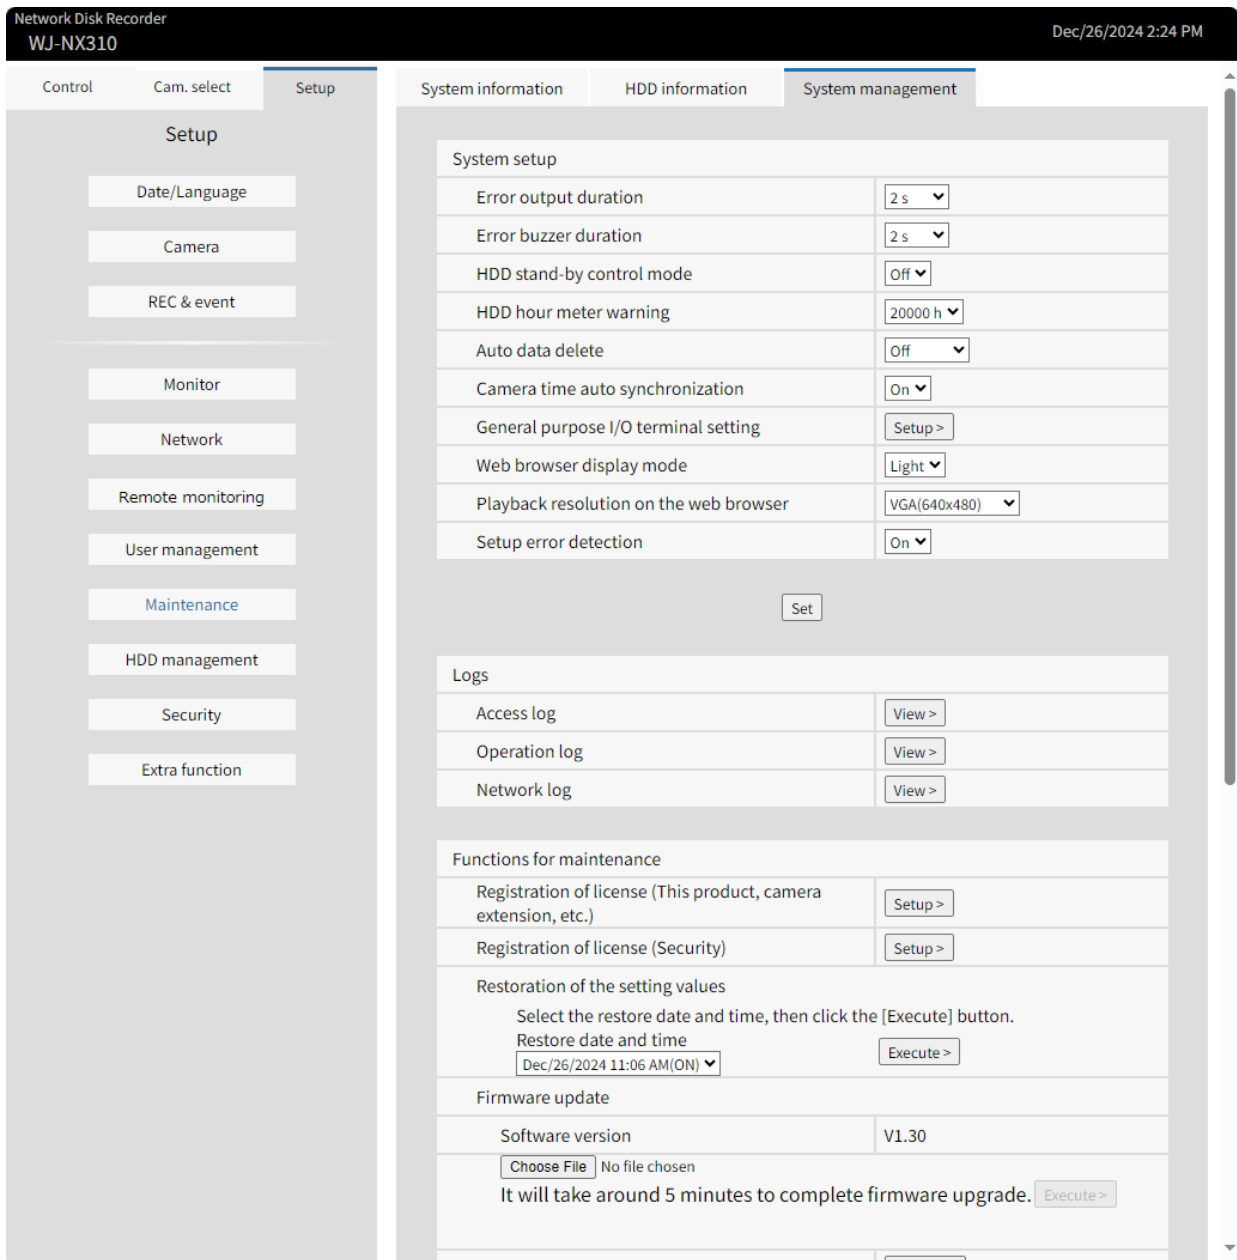 Network Disk Recorder
WJ-NX310
Dec/26/2024 2:24 PM
Control
Cam. select
Setup
Setup
Date/Language
Camera
REC & event
Monitor
Network
Remote monitoring
User management
Maintenance
HDD management
Security
Extra function
System information
HDD information
System management
System setup
Error output duration
2 s
Error buzzer duration
2 s
HDD stand-by control mode
Off
HDD hour meter warning
20000 h
Auto data delete
Off
Camera time auto synchronization
On
General purpose I/O terminal setting
Setup >
Web browser display mode
Light
Playback resolution on the web browser
VGA(640x480)
Setup error detection
On
Set
Logs
Access log
View >
Operation log
View >
Network log
View >
Functions for maintenance
Registration of license (This product, camera
extension, etc.)
Setup >
Registration of license (Security)
Setup >
Restoration of the setting values
Select the restore date and time, then click the [Execute] button.
Restore date and time
Dec/26/2024 11:06 AM(ON)
Execute >
Firmware update
Software version
V1.30
Choose File No file chosen
It will take around 5 minutes to complete firmware upgrade. Execute >